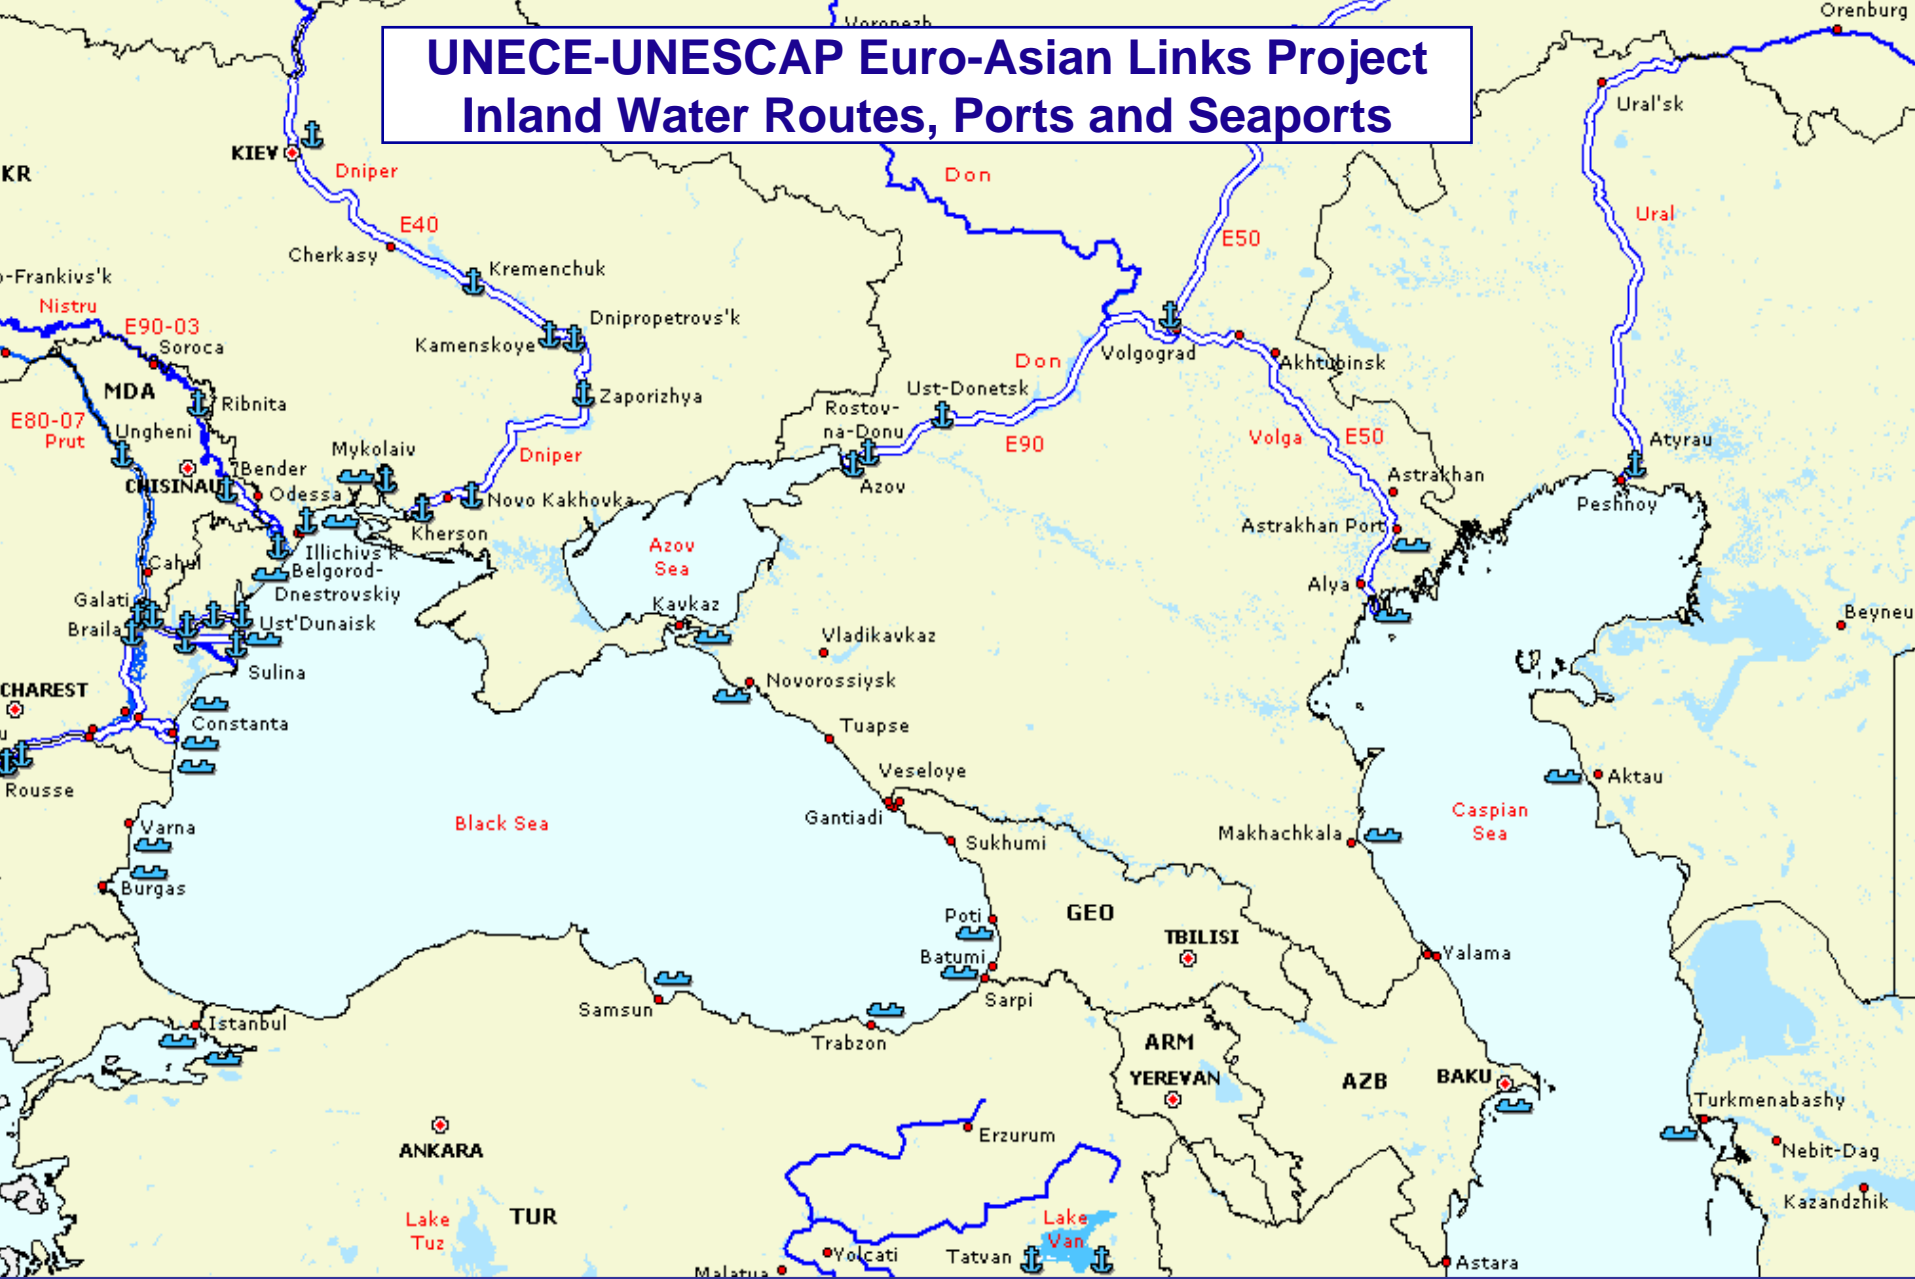 Orenburg
Voronezh
UNECE-UNESCAP Euro-Asian Links Project
Inland Water Routes, Ports and Seaports
Ural'sk
KIEV
Dniper
Don
KR
Ural
E40
E50
Cherkasy
Kremenchuk
o-Frankivs'k
Nistru
E90-03
Soroca
Dnipropetrovs'k
Kamenskoye
Volgograd
Don
Akhtubinsk
MDA
Ribnita
Zaporizhya
Ust-Donetsk
Rostov-
na-Donu
E80-07
Prut
Ungheni
Mykolaiv
Dniper
E90
Volga
E50
Atyrau
Bender
CHISINAU
Odessa
Novo Kakhovka
Azov
Astrakhan
Peshnoy
Kherson
Astrakhan Port
Illichivs'k
Azov
Sea
Cahul
Belgorod-
Dnestrovskiy
Alya
Galati
Kavkaz
Braila
Ust'Dunaisk
Vladikavkaz
Beyneu
Sulina
Novorossiysk
CHAREST
Constanta
Tuapse
u
Rousse
Veseloye
Aktau
Varna
Black Sea
Gantiadi
Sukhumi
Makhachkala
Caspian
Sea
Burgas
Poti
GEO
TBILISI
Batumi
Yalama
Sarpi
Samsun
Istanbul
Trabzon
ARM
YEREVAN
AZB
BAKU
Turkmenabashy
Erzurum
ANKARA
Nebit-Dag
Kazandzhik
Lake
Tuz
TUR
Lake
Van
Volcati
Tatvan
Malatua
Astara